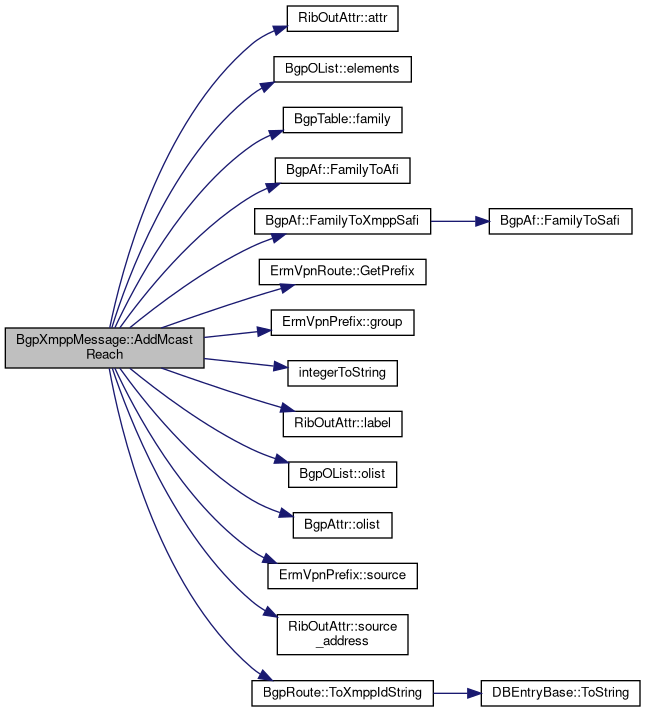 RibOutAttr::attr
BgpOList::elements
BgpTable::family
BgpAf::FamilyToAfi
BgpAf::FamilyToXmppSafi
BgpAf::FamilyToSafi
ErmVpnRoute::GetPrefix
ErmVpnPrefix::group
BgpXmppMessage::AddMcast
Reach
integerToString
RibOutAttr::label
BgpOList::olist
BgpAttr::olist
ErmVpnPrefix::source
RibOutAttr::source
_address
BgpRoute::ToXmppIdString
DBEntryBase::ToString